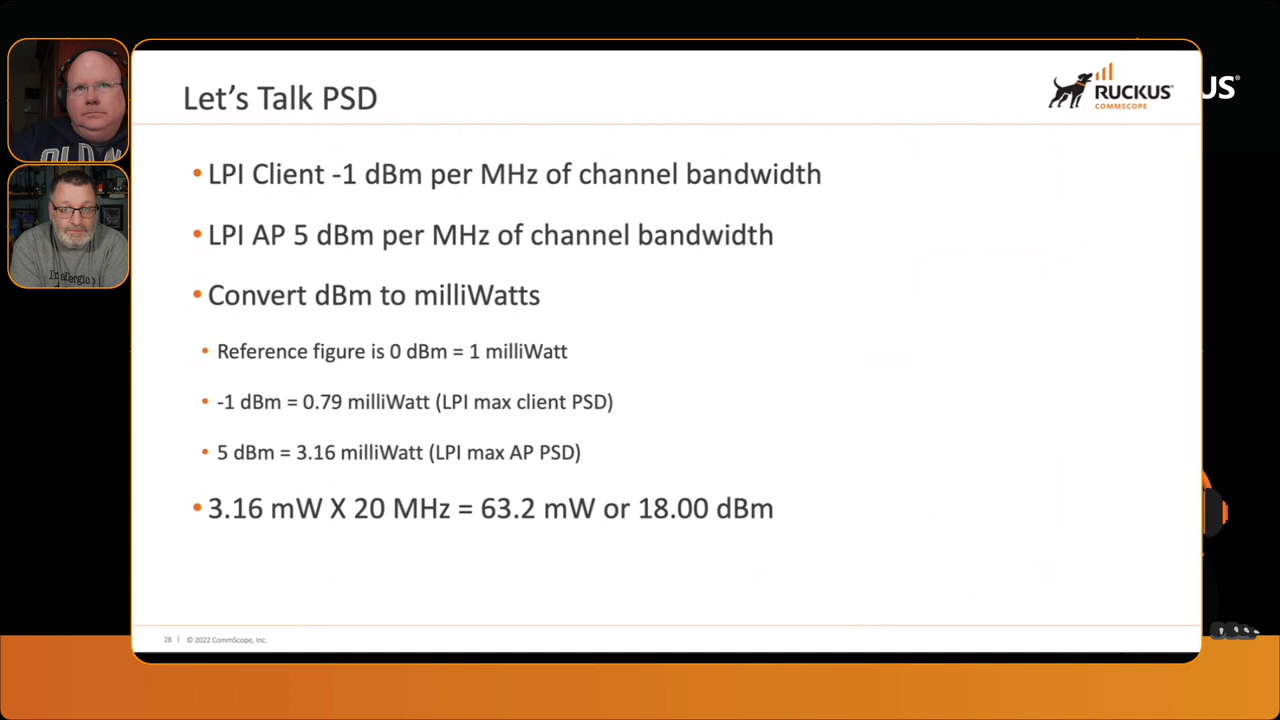 Let's Talk PSD
RUCKUS®
COMMSCOPE
US®
• LPI Client -1 dBm per MHz of channel bandwidth
• LPI AP 5 dBm per MHz of channel bandwidth
• Convert dBm to milliWatts
• Reference figure is 0 dBm = 1 milliWatt
• -1 dBm = 0.79 milliWatt (LPI max client PSD)
• 5 dBm = 3.16 milliWatt (LPI max AP PSD)
• 3.16 mW X 20 MHz = 63.2 mW or 18.00 dBm
I'm allergic
28 | © 2022 CommScope, Inc.